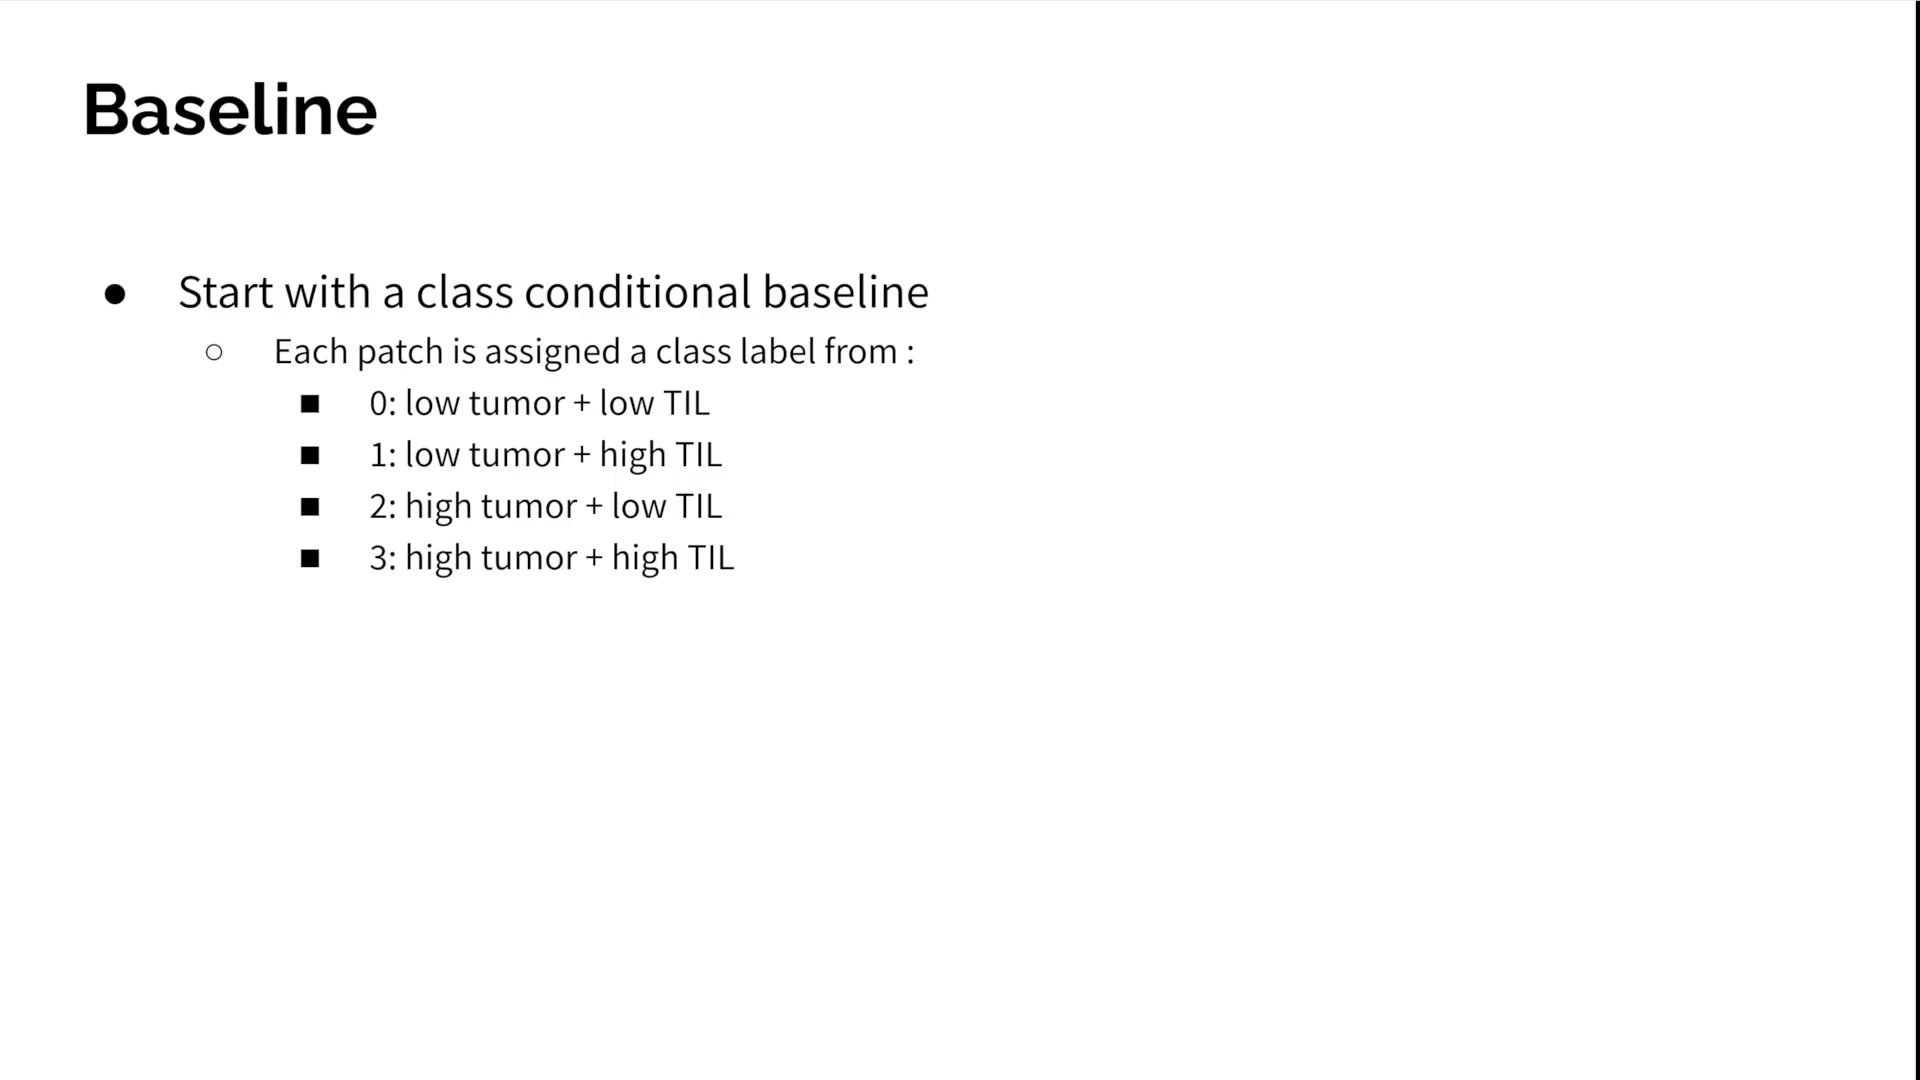 Baseline
● Start with a class conditional baseline
○ Each patch is assigned a class label from :
■ 0: low tumor + low TIL
■ 1: low tumor + high TIL
■ 2: high tumor + low TIL
■ 3: high tumor + high TIL